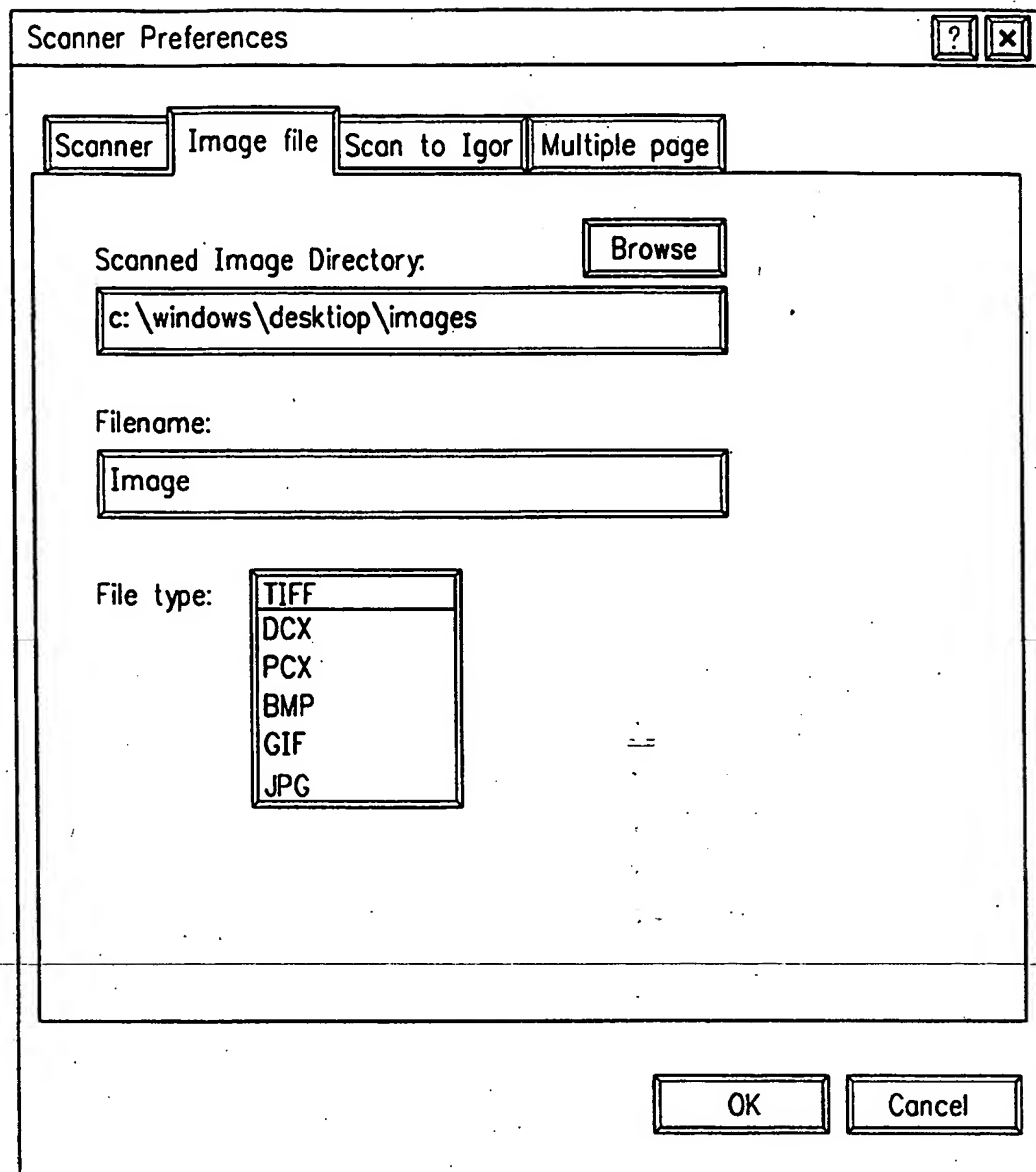 Scanner Preferences ? ×
Scanner Image file Scan to Igor Multiple page
Scanned Image Directory: Browse
c:\windows\desktiop\images
Filename:
Image
File type: TIFF
DCX
PCX
BMP
GIF
JPG
OK Cancel